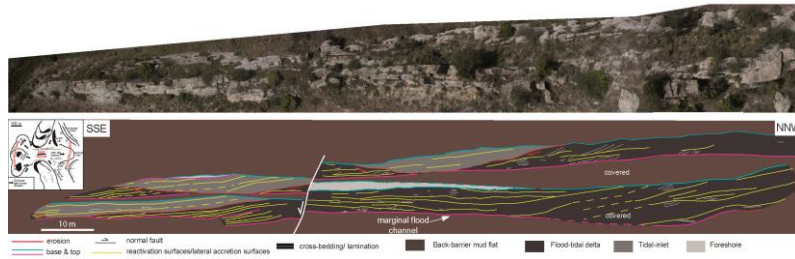 SSE
NNW
covered
covered
marginal flood
channel
10 m
erosion
base & top
normal fault
reactivation surfaces/lateral accretion surfaces
cross-bedding/ lamination
Back-barrier mud flat
Flood-tidal delta
Tidal-inlet
Foreshore